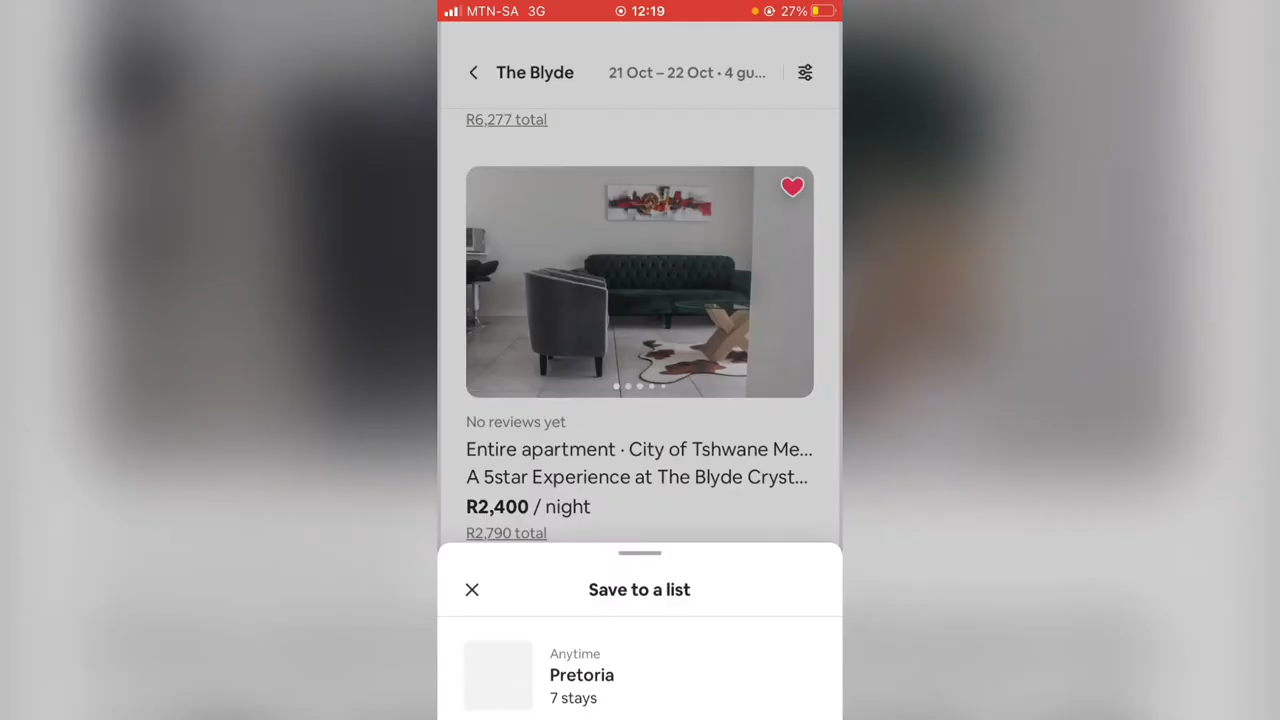 MTN-SA 3G 12:19 27%
The Blyde 21 Oct – 22 Oct • 4 gu...
R6,277 total
No reviews yet
Entire apartment · City of Tshwane Me...
A 5star Experience at The Blyde Cryst...
R2,400 / night
R2,790 total
Save to a list
Anytime
Pretoria
7 stays